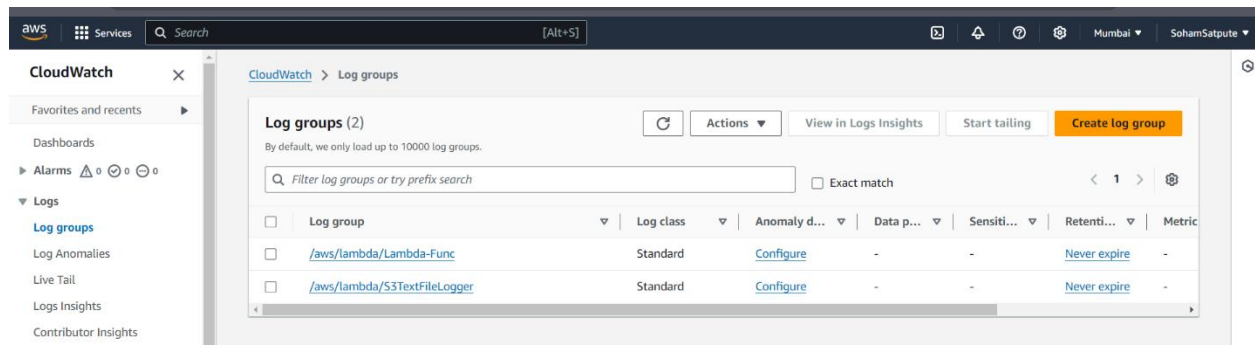 aws Services Search [Alt+S] Mumbai SohamSatpute
CloudWatch
Favorites and recents
Dashboards
Alarms 0 0 0
Logs
Log groups
Log Anomalies
Live Tail
Logs Insights
Contributor Insights
CloudWatch > Log groups
Log groups (2) Actions View in Logs Insights Start tailing Create log group
By default, we only load up to 10000 log groups.
Filter log groups or try prefix search Exact match 1
Log group Log class Anomaly d... Data p... Sensiti... Retenti... Metric
/aws/lambda/Lambda-Func Standard Configure - - Never expire -
/aws/lambda/S3TextFileLogger Standard Configure - - Never expire -